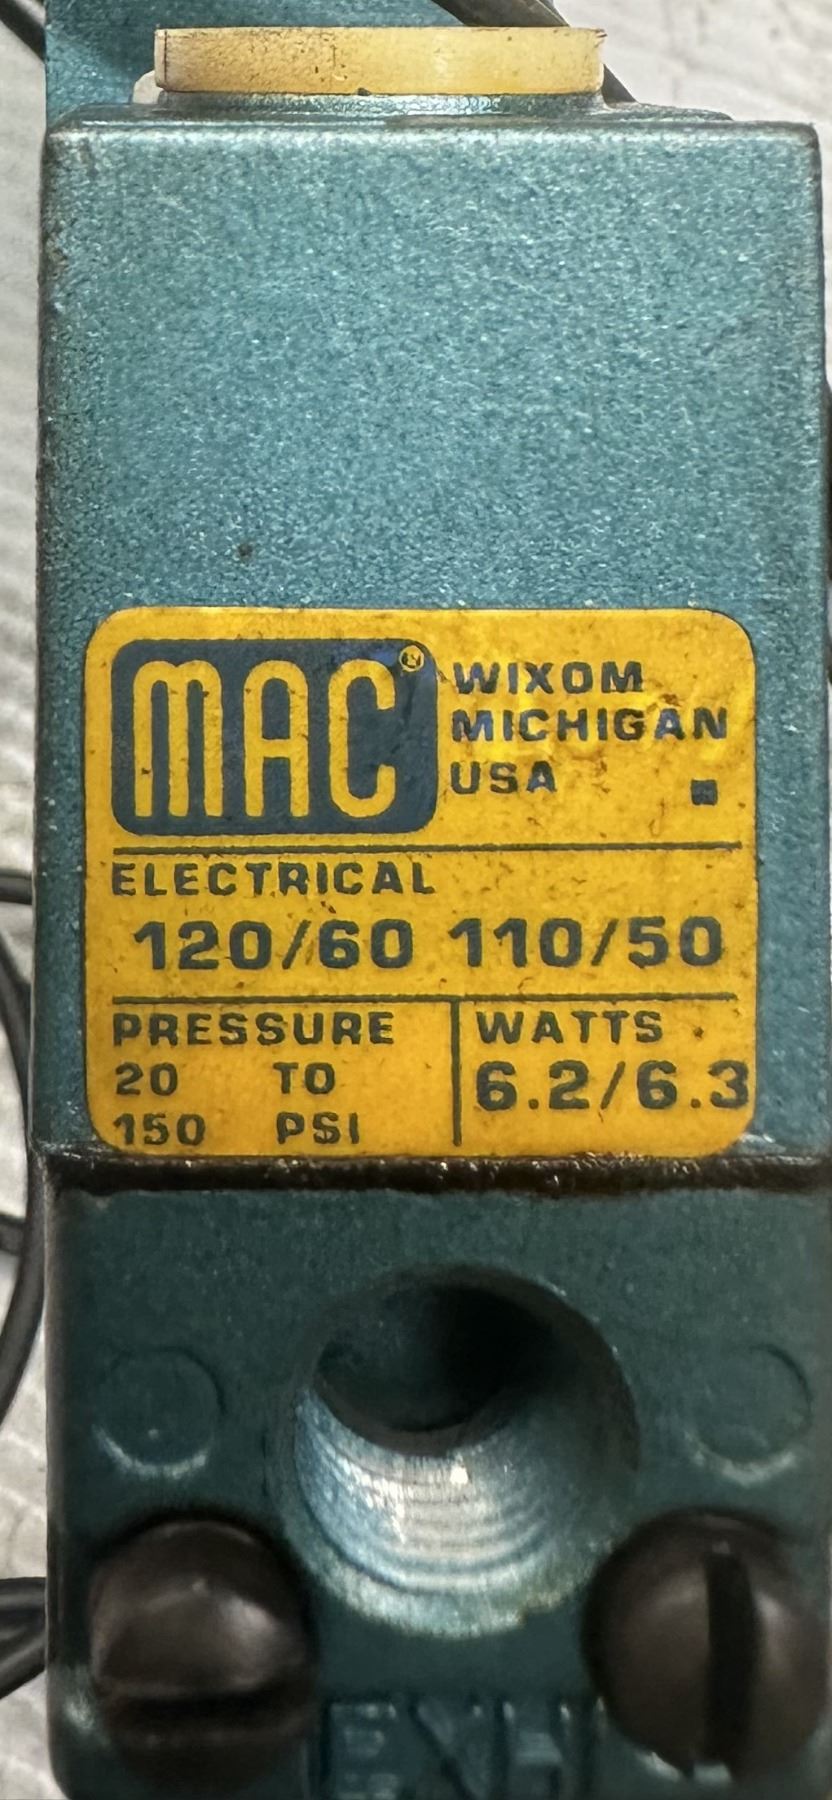 MAC®
WIXOM
MICHIGAN
USA
ELECTRICAL
120/60 110/50
PRESSURE
20 TO
150 PSI
WATTS
6.2/6.3
EXH